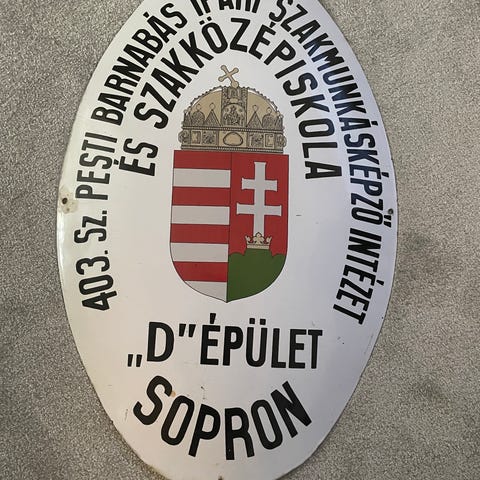 403. SZ. PESTI BARNABÁS IPARI SZAKMUNKÁSKÉPZŐ INTÉZET
ÉS SZAKKÖZÉPISKOLA
„D” ÉPÜLET
SOPRON